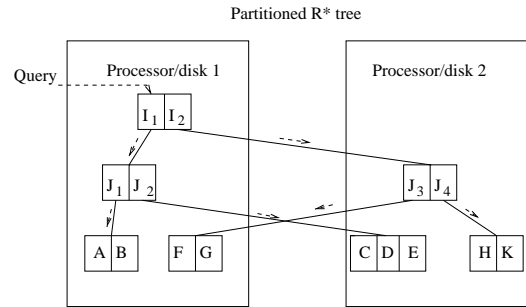 Partitioned R* tree
Processor/disk 1
Processor/disk 2
Query
I1 I2
J1 J2
J3 J4
A B
F G
C D E
H K